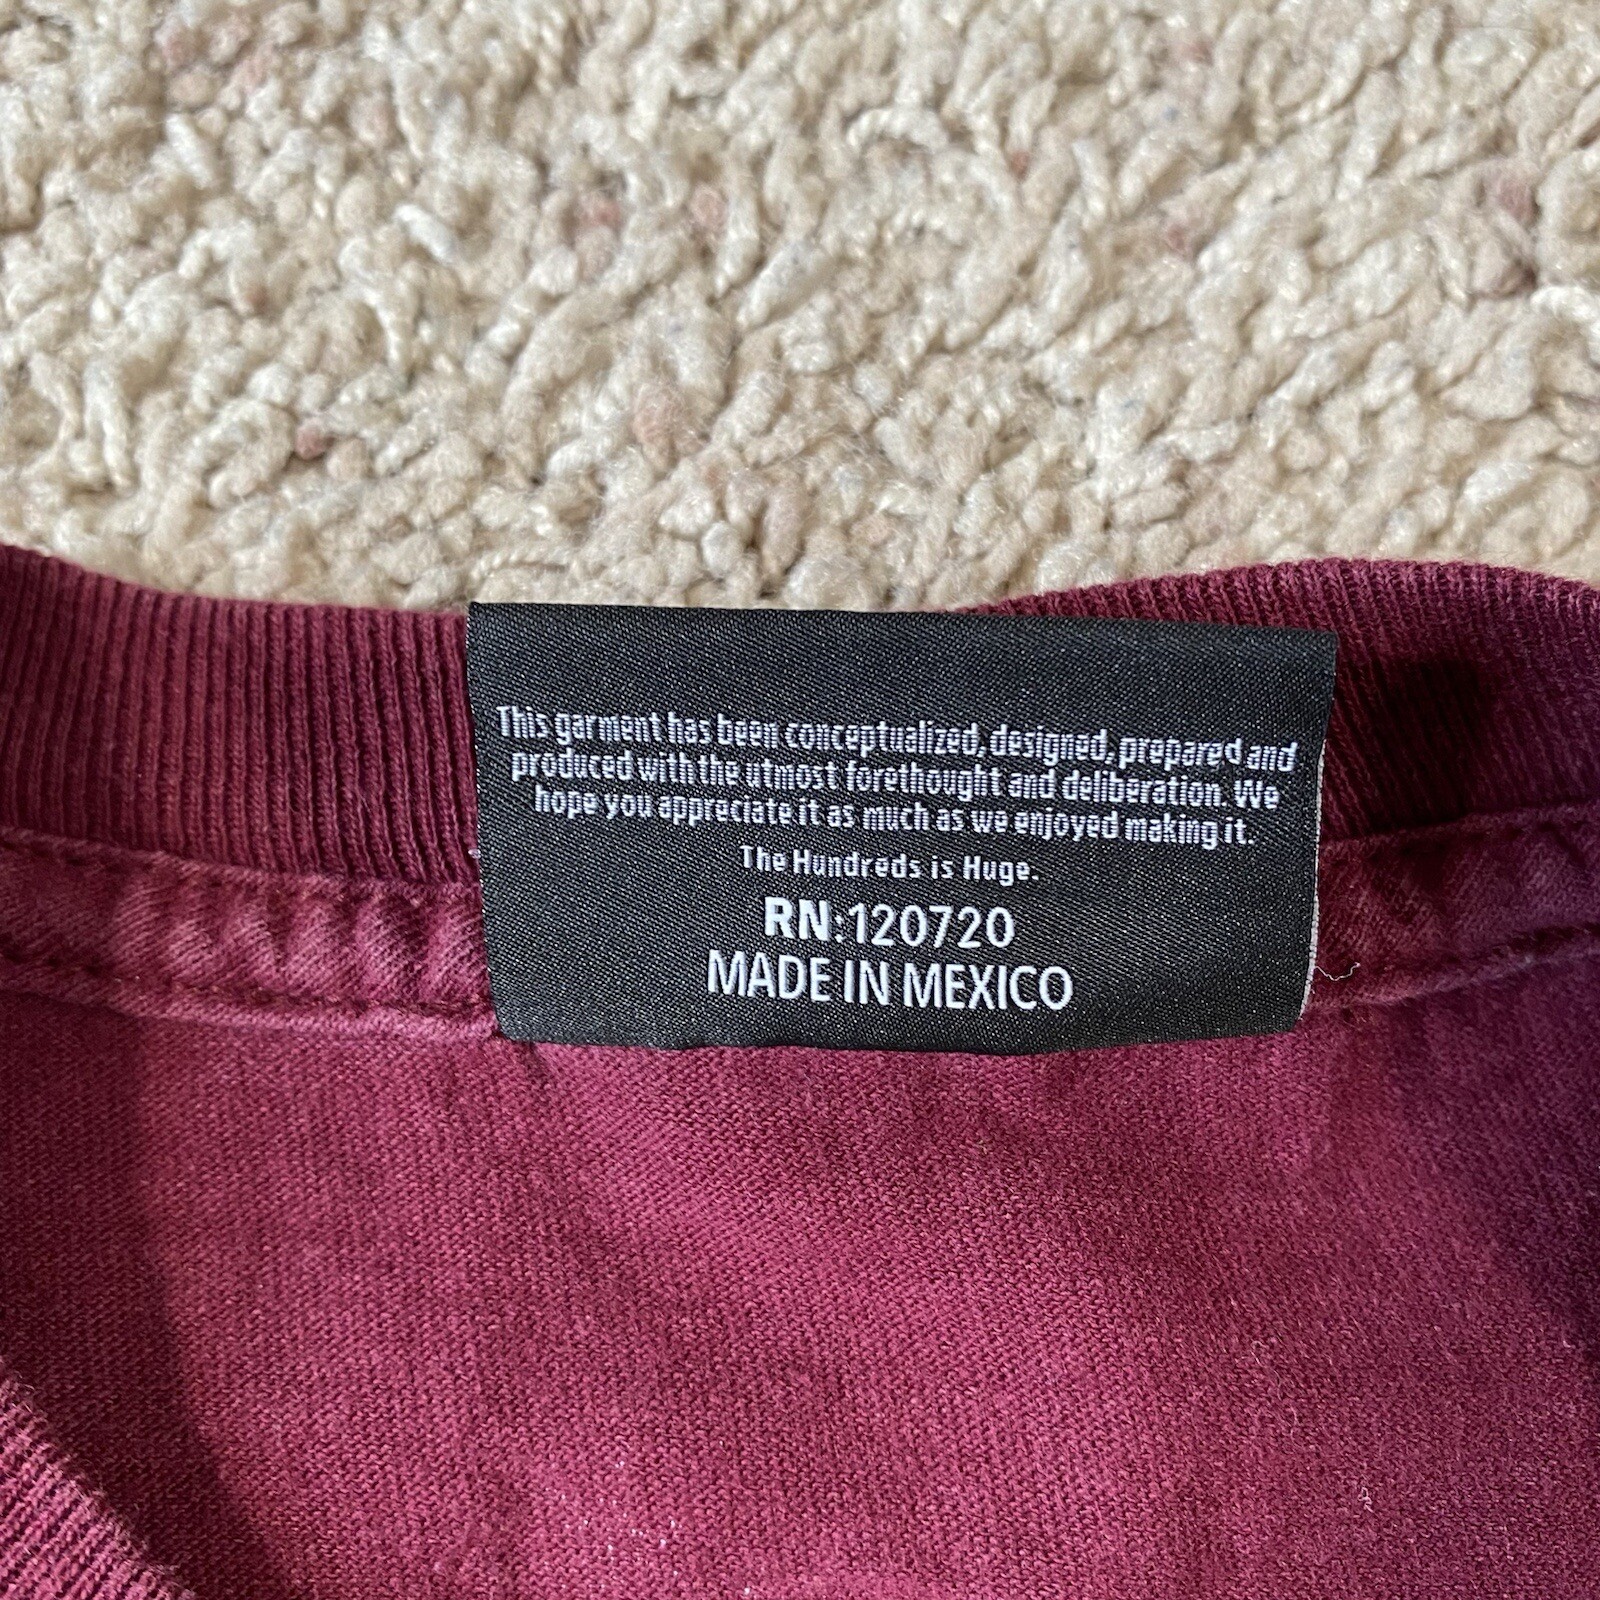 This garment has been conceptualized, designed, prepared and
produced with the utmost forethought and deliberation. We
hope you appreciate it as much as we enjoyed making it.
The Hundreds is Huge.
RN:120720
MADE IN MEXICO